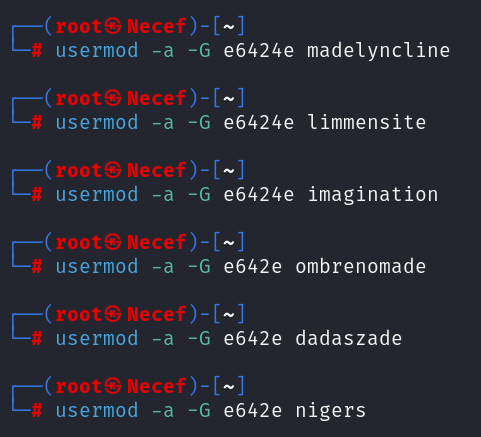 ┌──(root㉿Necef)-[~]
└─# usermod -a -G e6424e madelyncline
┌──(root㉿Necef)-[~]
└─# usermod -a -G e6424e limmensite
┌──(root㉿Necef)-[~]
└─# usermod -a -G e6424e imagination
┌──(root㉿Necef)-[~]
└─# usermod -a -G e642e ombrenomade
┌──(root㉿Necef)-[~]
└─# usermod -a -G e642e dadaszade
┌──(root㉿Necef)-[~]
└─# usermod -a -G e642e nigers